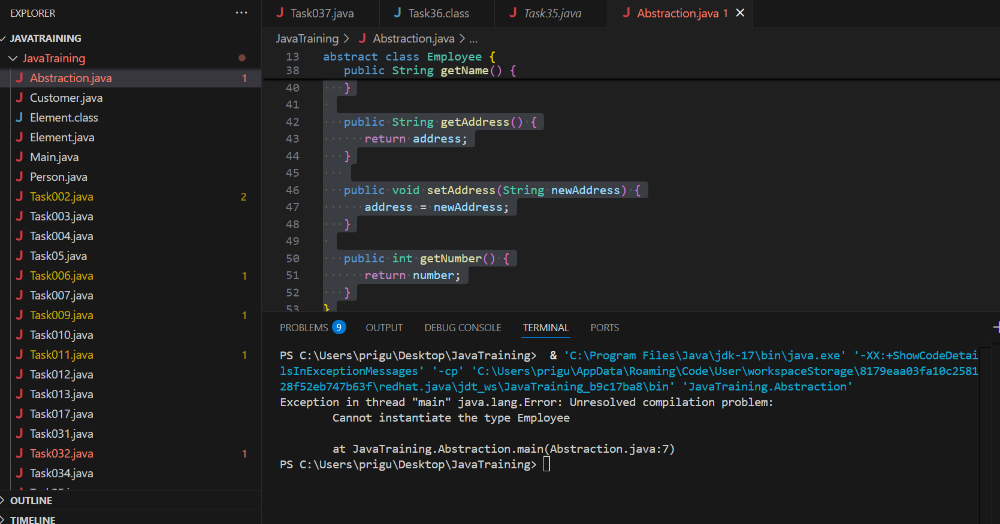 EXPLORER
JAVATRAINING
JavaTraining
Abstraction.java 1
Customer.java
Element.class
Element.java
Main.java
Person.java
Task002.java 2
Task003.java
Task004.java
Task05.java
Task006.java 1
Task007.java
Task009.java 1
Task010.java
Task011.java 1
Task012.java
Task013.java
Task017.java
Task031.java
Task032.java 1
Task034.java
OUTLINE
TIMELINE
Task037.java Task36.class Task35.java Abstraction.java 1
JavaTraining > Abstraction.java > ...
13 abstract class Employee {
38 public String getName() {
40 }
41
42 public String getAddress() {
43 return address;
44 }
45
46 public void setAddress(String newAddress) {
47 address = newAddress;
48 }
49
50 public int getNumber() {
51 return number;
52 }
53 }
PROBLEMS 9 OUTPUT DEBUG CONSOLE TERMINAL PORTS
PS C:\Users\prigu\Desktop\JavaTraining> & 'C:\Program Files\Java\jdk-17\bin\java.exe' '-XX:+ShowCodeDetai
lsInExceptionMessages' '-cp' 'C:\Users\prigu\AppData\Roaming\Code\User\workspaceStorage\8179eaa03fa10c2581
28f52eb747b63f\redhat.java\jdt_ws\JavaTraining_b9c17ba8\bin' 'JavaTraining.Abstraction'
Exception in thread "main" java.lang.Error: Unresolved compilation problem:
Cannot instantiate the type Employee
at JavaTraining.Abstraction.main(Abstraction.java:7)
PS C:\Users\prigu\Desktop\JavaTraining>